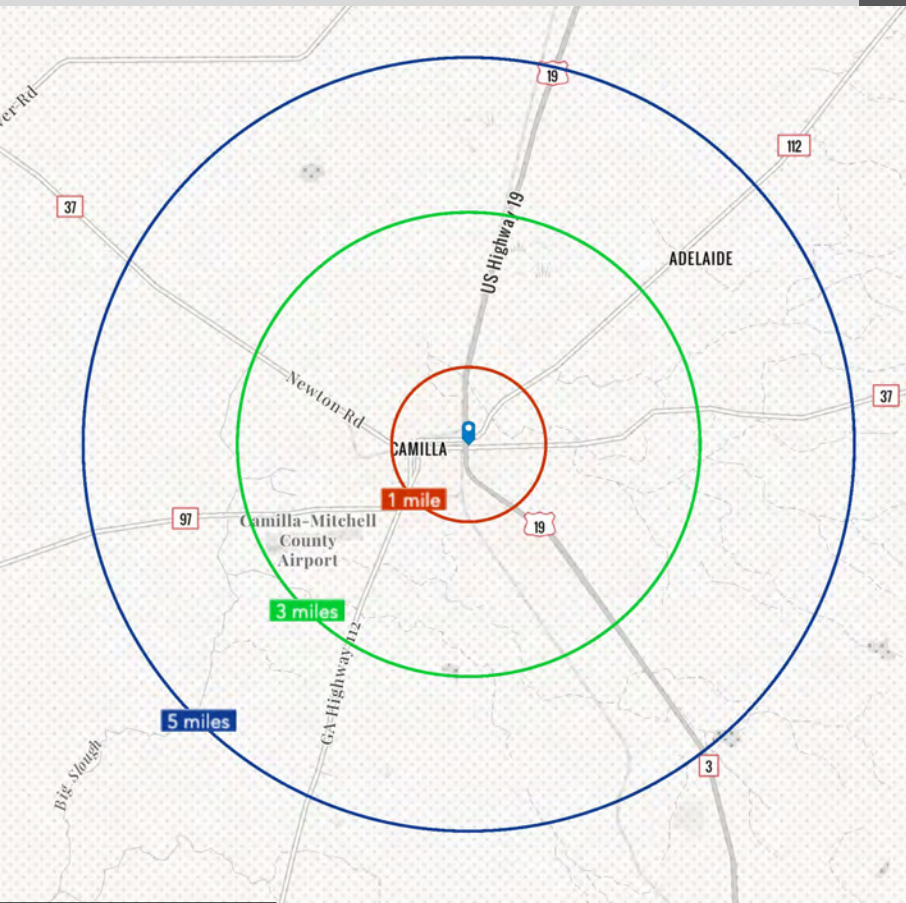 19
ver-Rd
112
37
US Highway 19
ADELAIDE
Newton-Rd
37
CAMILLA
1 mile
97
Camilla-Mitchell
County
Airport
19
3 miles
GA-Highway 112
5 miles
Big Slough
3